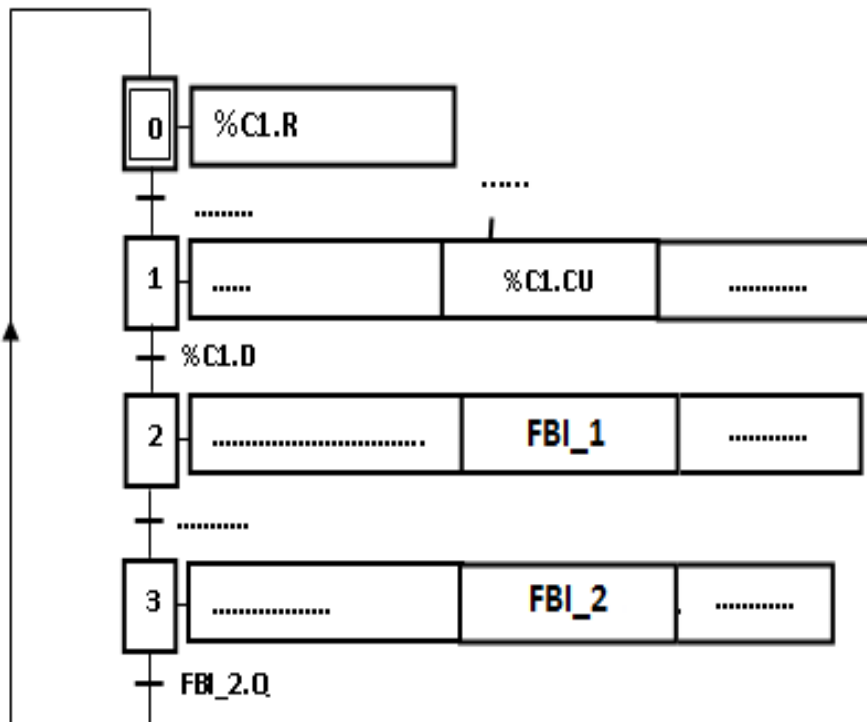 0 %C1.R
.........
......
1 ...... %C1.CU ............
%C1.D
2 ............................ FBI_1 ............
...........
3 ................. FBI_2 ............
FBI_2.Q